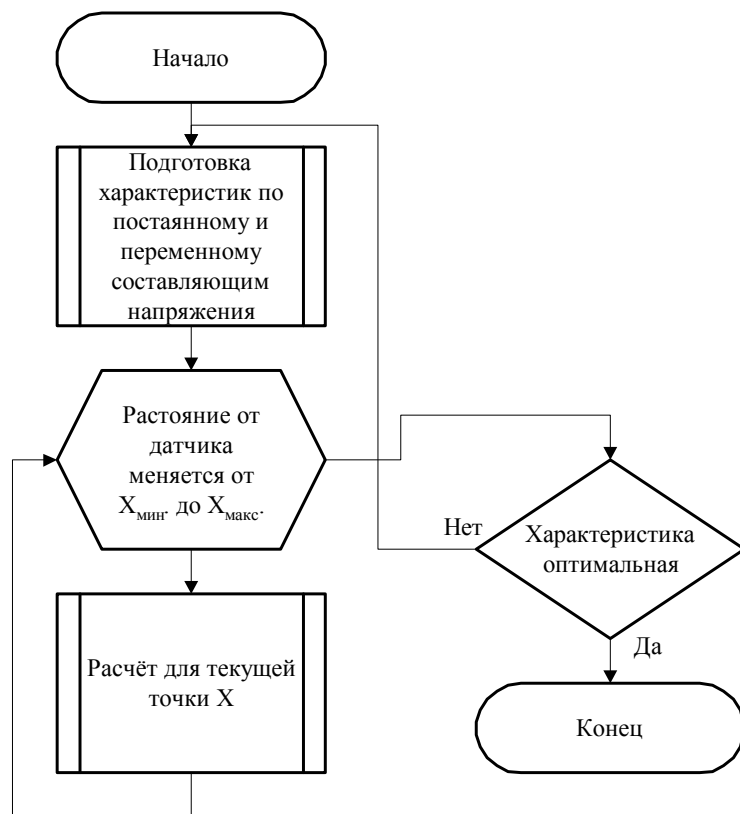 Начало
Подготовка
характеристик по
постаянному и
переменному
составляющим
напряжения
Растояние от
датчика
меняется от
Xмин. до Xмакс.
Расчёт для текущей
точки X
Нет
Характеристика
оптимальная
Да
Конец